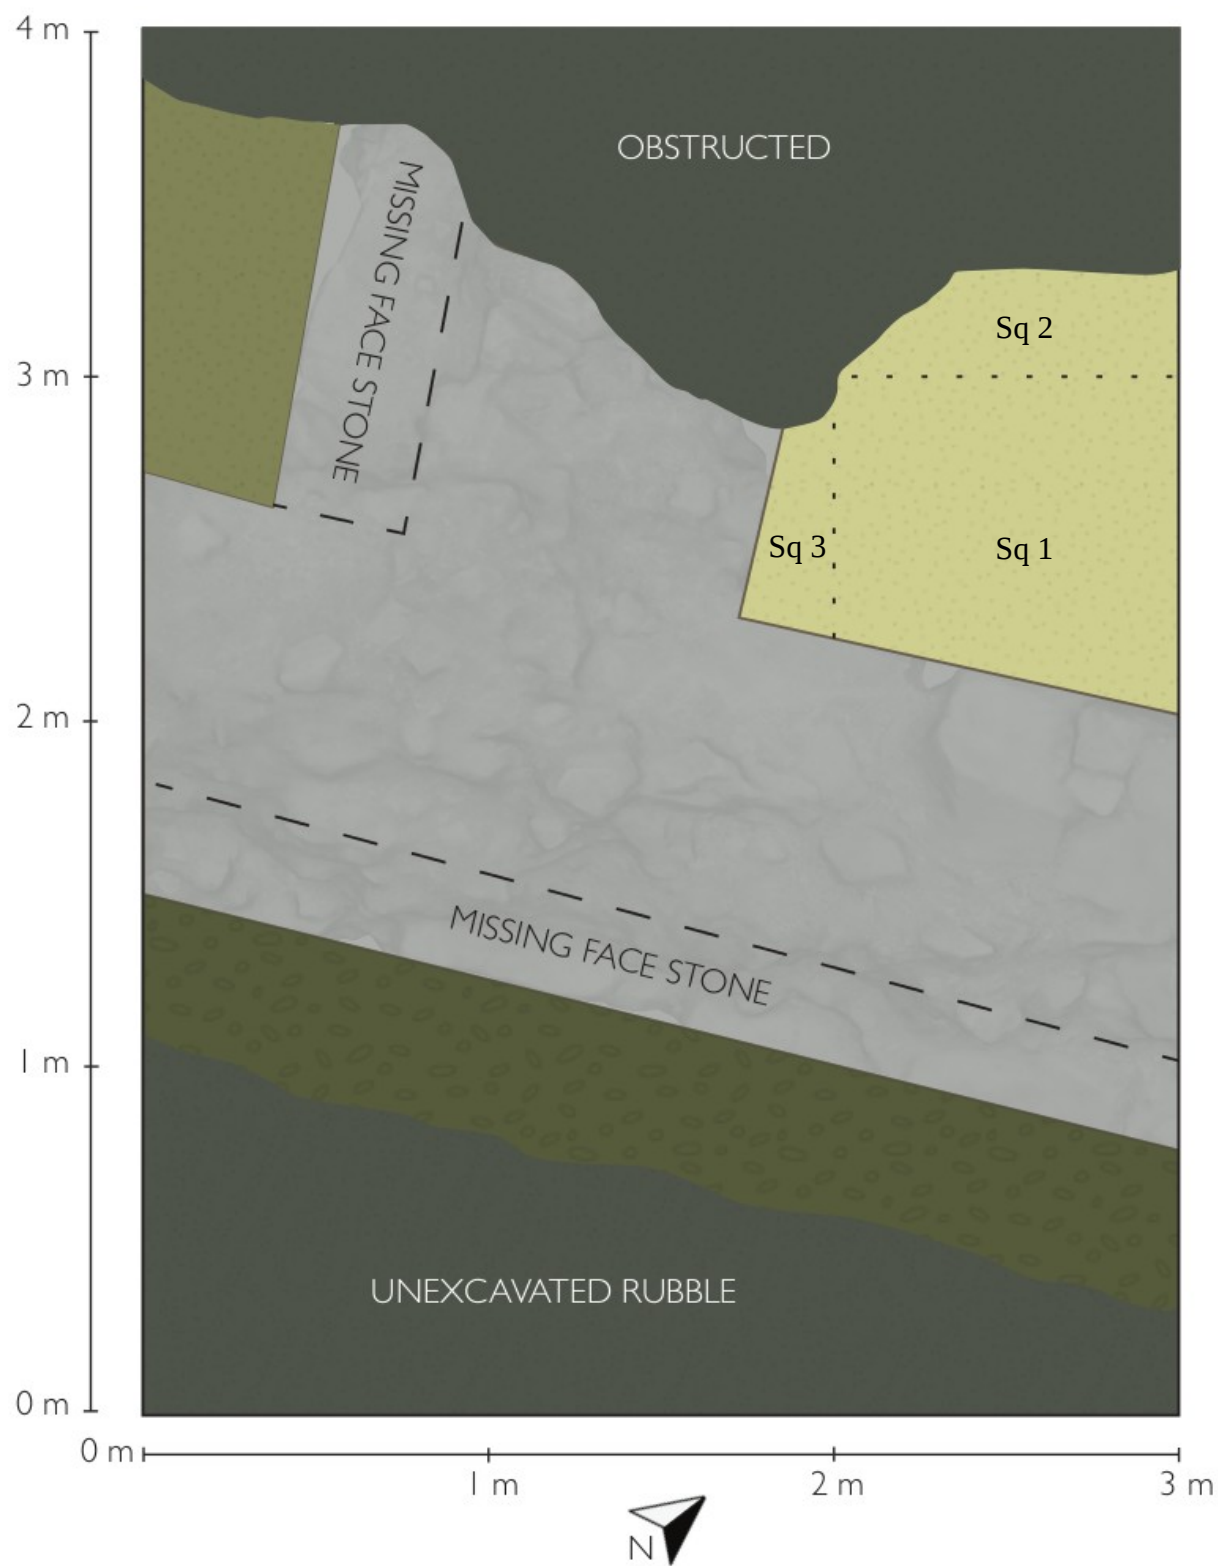 4 m
OBSTRUCTED
MISSING FACE STONE
Sq 2
3 m
Sq 3
Sq 1
2 m
MISSING FACE STONE
1 m
UNEXCAVATED RUBBLE
0 m
0 m
1 m
2 m
3 m
N